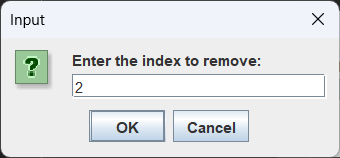 Input
?
Enter the index to remove:
2
OK
Cancel